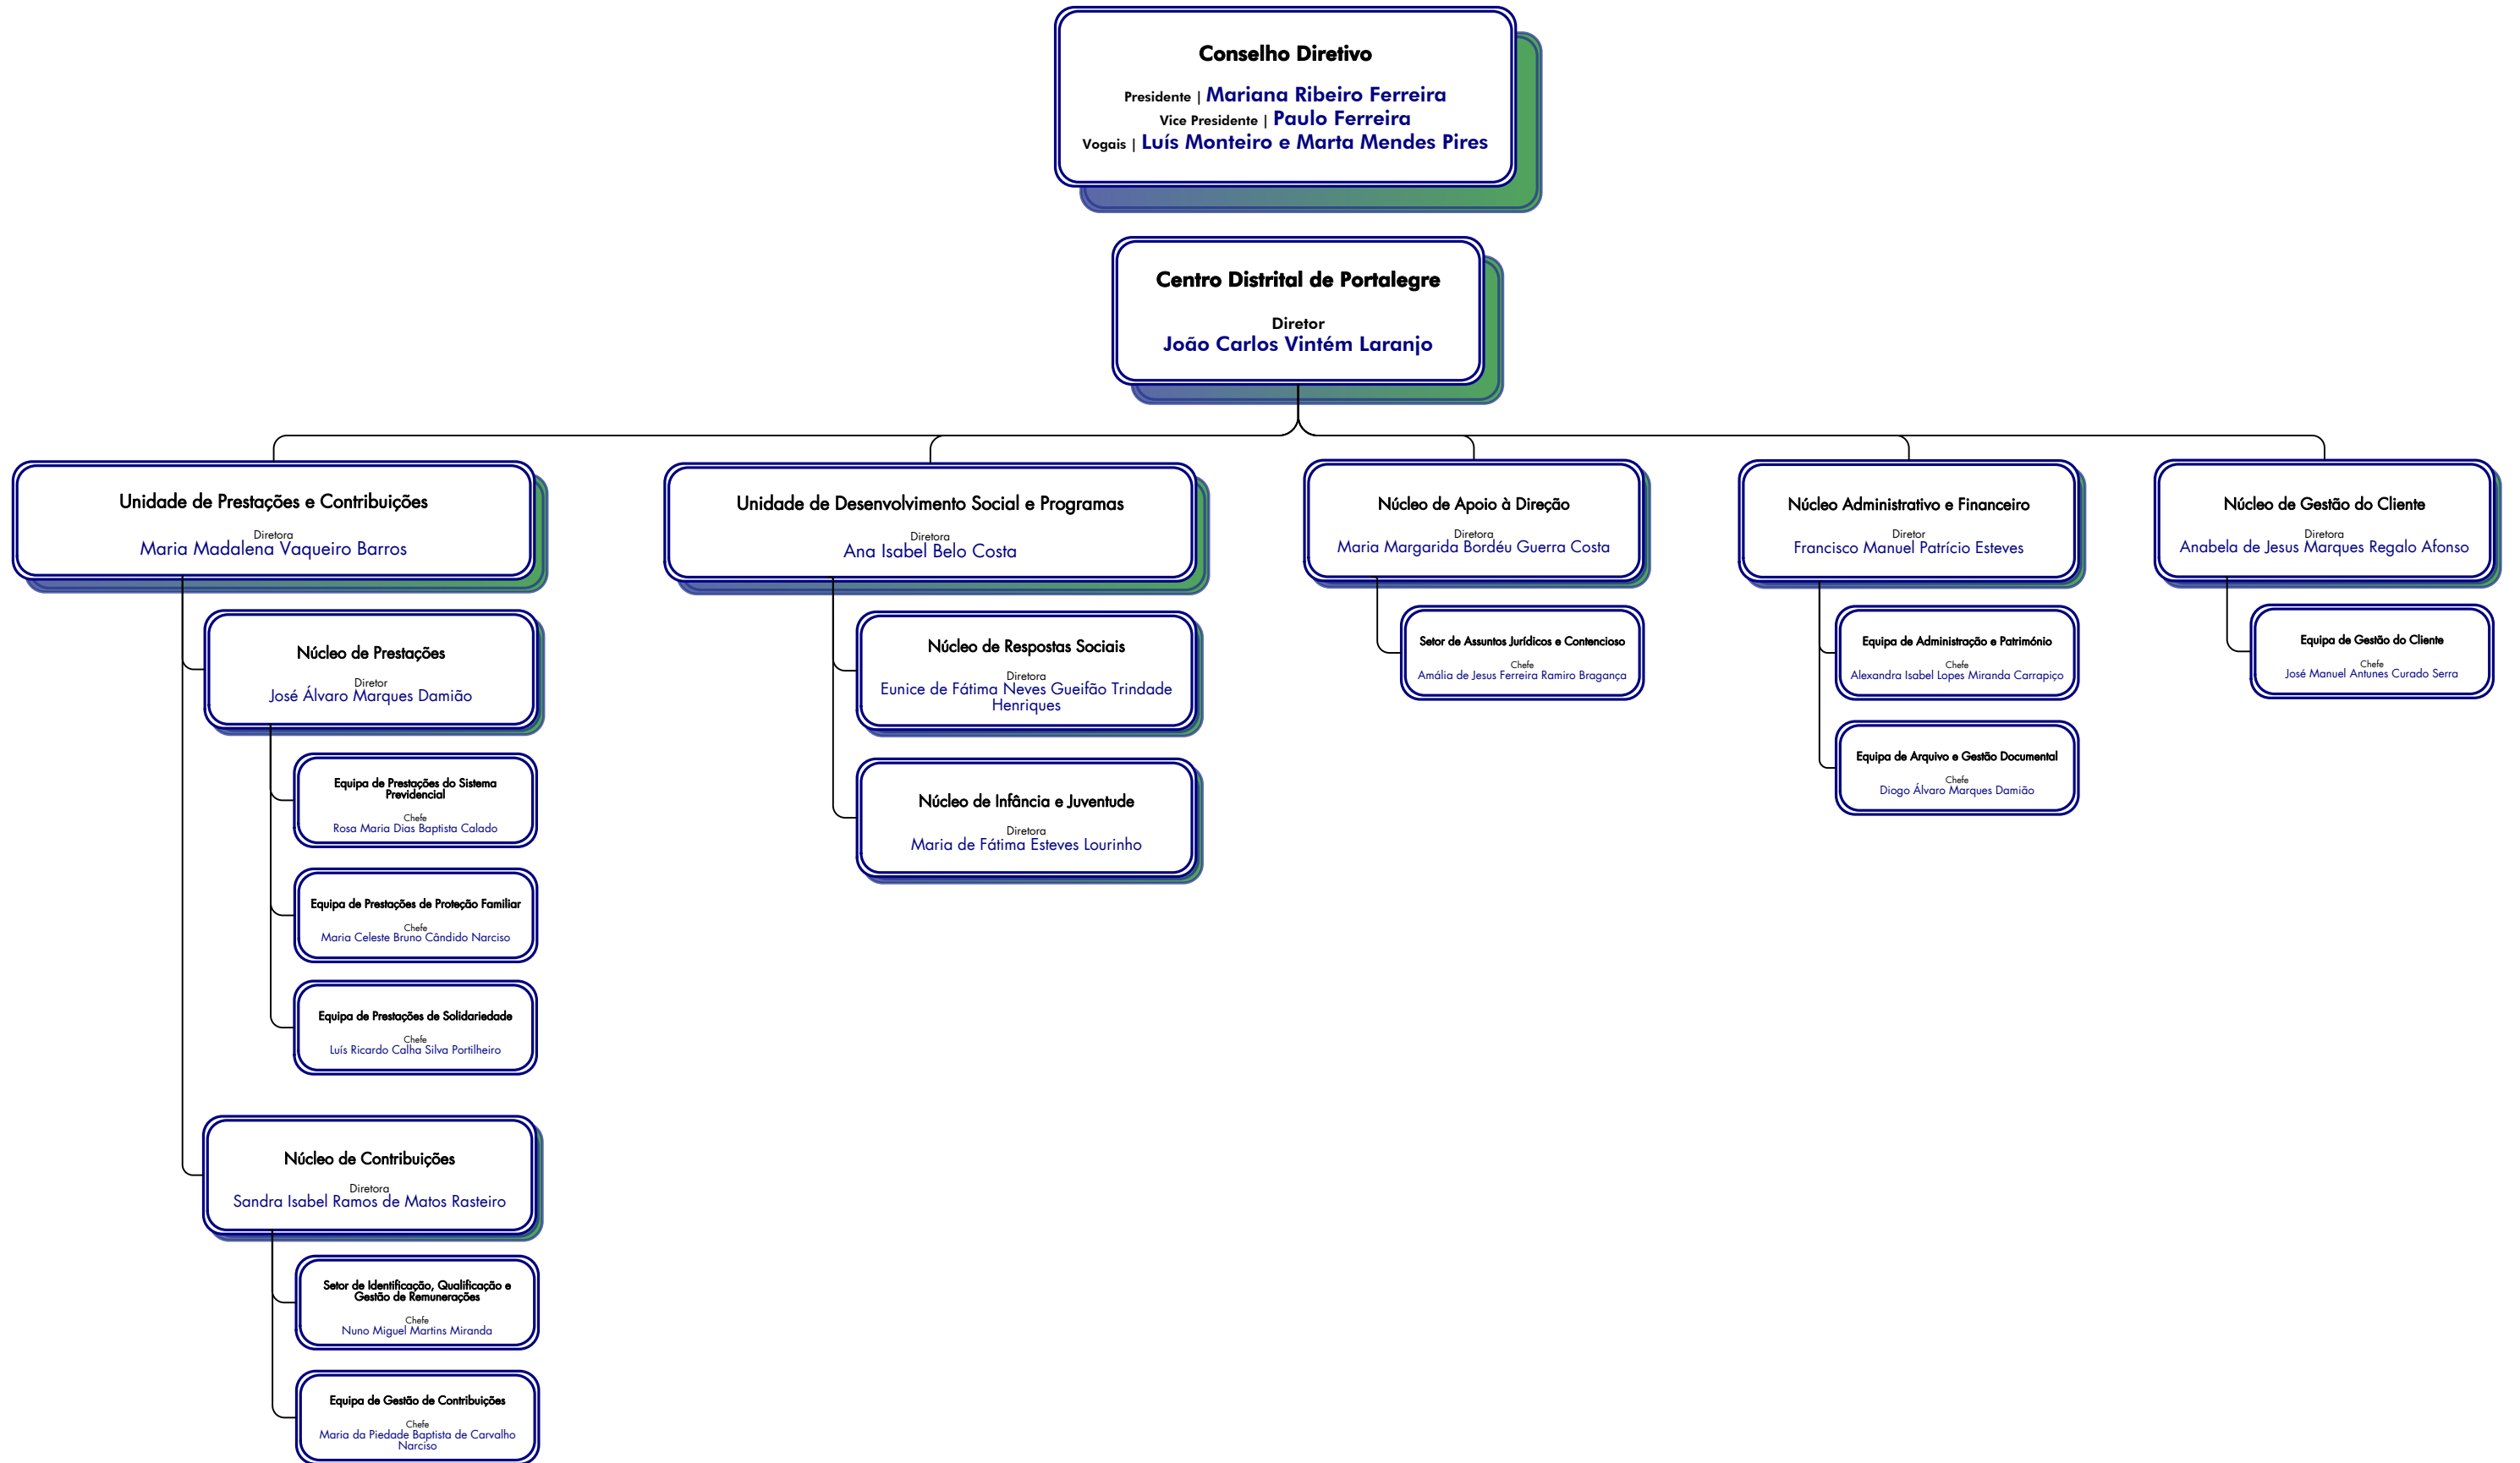 Conselho Diretivo
Presidente | Mariana Ribeiro Ferreira
Vice Presidente | Paulo Ferreira
Vogais | Luís Monteiro e Marta Mendes Pires
Centro Distrital de Portalegre
Diretor
João Carlos Vintém Laranjo
Unidade de Prestações e Contribuições
Diretora
Maria Madalena Vaqueiro Barros
Núcleo de Prestações
Diretor
José Álvaro Marques Damião
Equipa de Prestações do Sistema
Previdencial
Chefe
Rosa Maria Dias Baptista Calado
Equipa de Prestações de Proteção Familiar
Chefe
Maria Celeste Bruno Cândido Narciso
Equipa de Prestações de Solidariedade
Chefe
Luís Ricardo Calha Silva Portilheiro
Núcleo de Contribuições
Diretora
Sandra Isabel Ramos de Matos Rasteiro
Setor de Identificação, Qualificação e
Gestão de Remunerações
Chefe
Nuno Miguel Martins Miranda
Equipa de Gestão de Contribuições
Chefe
Maria da Piedade Baptista de Carvalho
Narciso
Unidade de Desenvolvimento Social e Programas
Diretora
Ana Isabel Belo Costa
Núcleo de Respostas Sociais
Diretora
Eunice de Fátima Neves Gueifão Trindade
Henriques
Núcleo de Infância e Juventude
Diretora
Maria de Fátima Esteves Lourinho
Núcleo de Apoio à Direção
Diretora
Maria Margarida Bordéu Guerra Costa
Setor de Assuntos Jurídicos e Contencioso
Chefe
Amália de Jesus Ferreira Ramiro Bragança
Núcleo Administrativo e Financeiro
Diretor
Francisco Manuel Patrício Esteves
Equipa de Administração e Património
Chefe
Alexandra Isabel Lopes Miranda Carrapiço
Equipa de Arquivo e Gestão Documental
Chefe
Diogo Álvaro Marques Damião
Núcleo de Gestão do Cliente
Diretora
Anabela de Jesus Marques Regalo Afonso
Equipa de Gestão do Cliente
Chefe
José Manuel Antunes Curado Serra